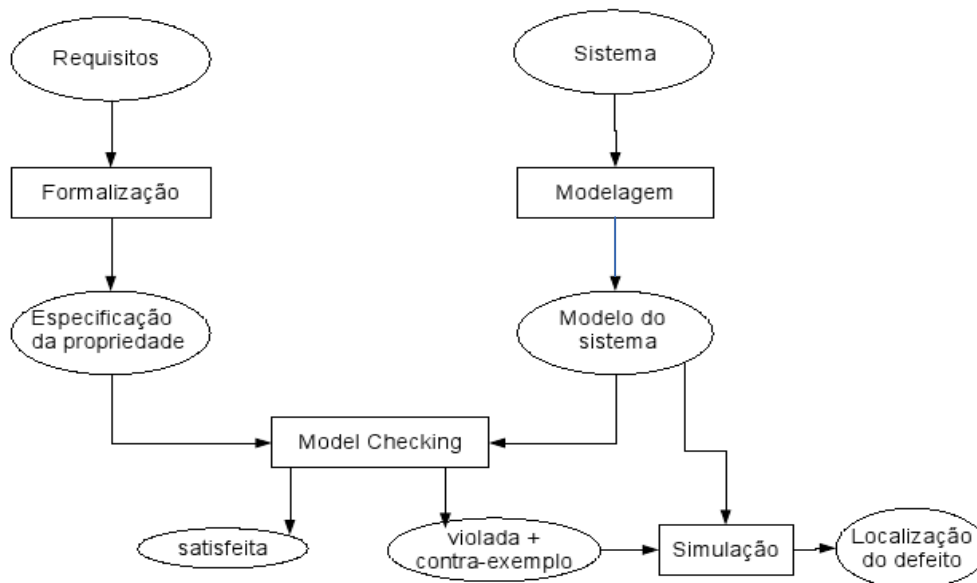 Requisitos
Sistema
Formalização
Modelagem
Especificação
da propriedade
Modelo do
sistema
Model Checking
satisfeita
violada +
contra-exemplo
Simulação
Localização
do defeito